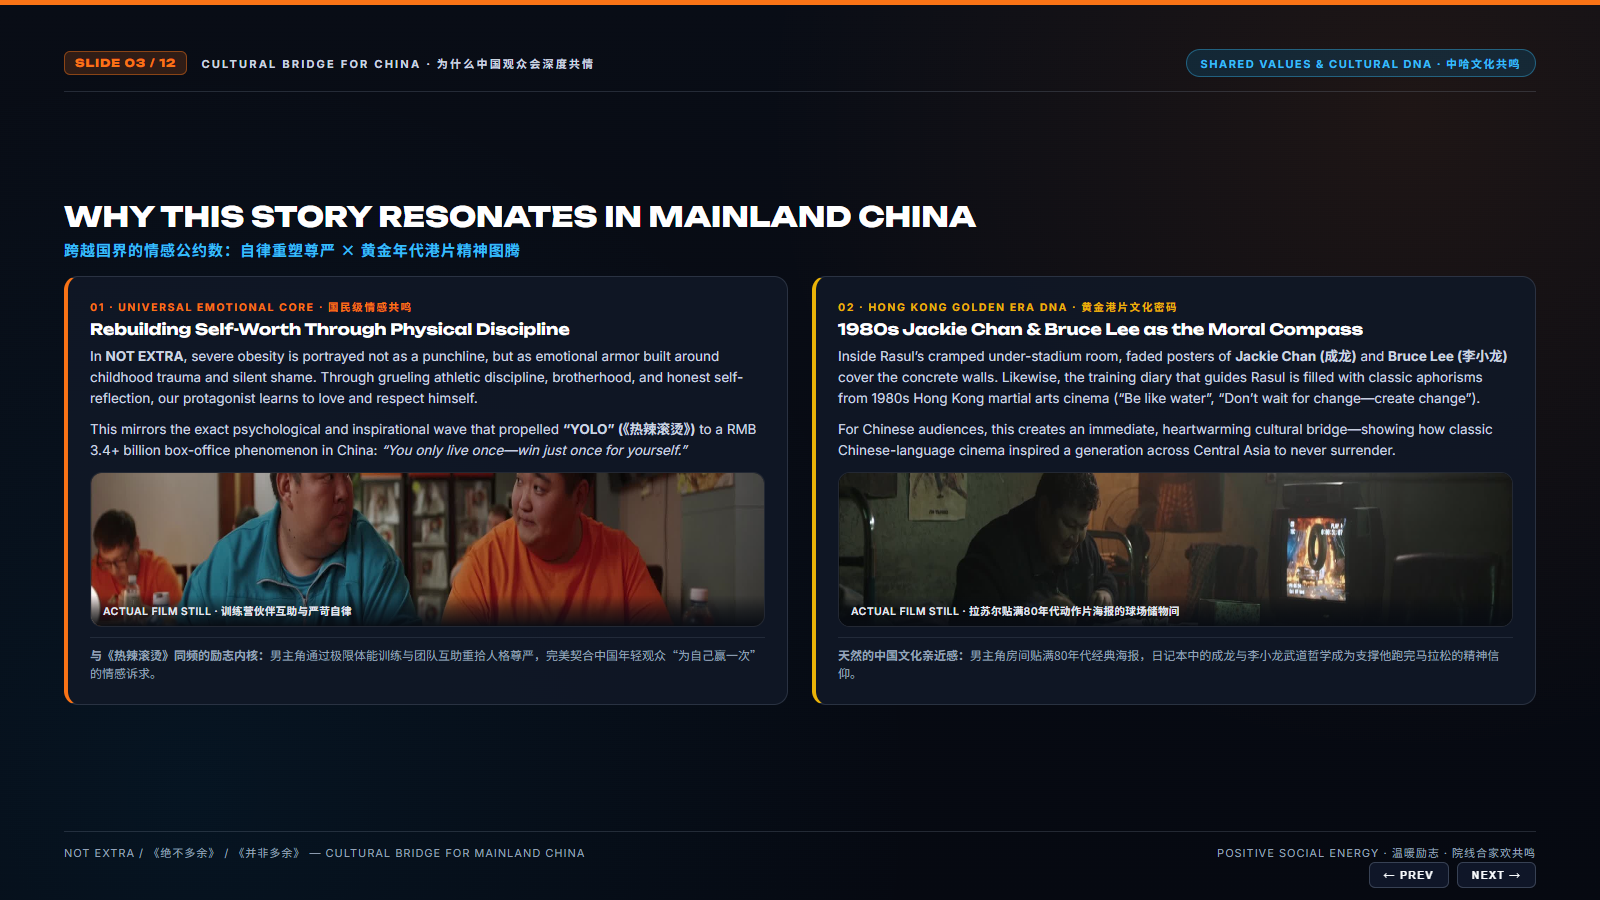 SLIDE 03 / 12
CULTURAL BRIDGE FOR CHINA · 为什么中国观众会深度共情
SHARED VALUES & CULTURAL DNA · 中哈文化共鸣
WHY THIS STORY RESONATES IN MAINLAND CHINA
跨越国界的情感公约数：自律重塑尊严 × 黄金年代港片精神图腾
01 · UNIVERSAL EMOTIONAL CORE · 国民级情感共鸣
Rebuilding Self-Worth Through Physical Discipline
In NOT EXTRA, severe obesity is portrayed not as a punchline, but as emotional armor built around
childhood trauma and silent shame. Through grueling athletic discipline, brotherhood, and honest self-
reflection, our protagonist learns to love and respect himself.
This mirrors the exact psychological and inspirational wave that propelled “YOLO” (《热辣滚烫》) to a RMB
3.4+ billion box-office phenomenon in China: “You only live once—win just once for yourself.”
ACTUAL FILM STILL · 训练营伙伴互助与严苛自律
与《热辣滚烫》同频的励志内核：男主角通过极限体能训练与团队互助重拾人格尊严，完美契合中国年轻观众“为自己赢一次”
的情感诉求。
02 · HONG KONG GOLDEN ERA DNA · 黄金港片文化密码
1980s Jackie Chan & Bruce Lee as the Moral Compass
Inside Rasul’s cramped under-stadium room, faded posters of Jackie Chan (成龙) and Bruce Lee (李小龙)
cover the concrete walls. Likewise, the training diary that guides Rasul is filled with classic aphorisms
from 1980s Hong Kong martial arts cinema (“Be like water”, “Don’t wait for change—create change”).
For Chinese audiences, this creates an immediate, heartwarming cultural bridge—showing how classic
Chinese-language cinema inspired a generation across Central Asia to never surrender.
ACTUAL FILM STILL · 拉苏尔贴满80年代动作片海报的球场储物间
天然的中国文化亲近感：男主角房间贴满80年代经典海报，日记本中的成龙与李小龙武道哲学成为支撑他跑完马拉松的精神信
仰。
NOT EXTRA / 《绝不多余》 / 《并非多余》 — CULTURAL BRIDGE FOR MAINLAND CHINA
POSITIVE SOCIAL ENERGY · 温暖励志 · 院线合家欢共鸣
← PREV
NEXT →